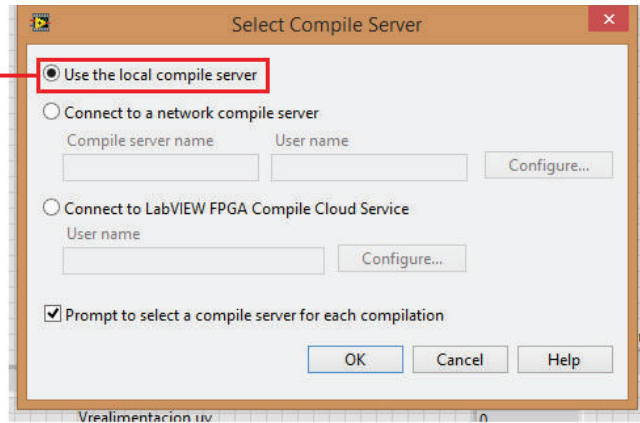 Select Compile Server
Use the local compile server
Connect to a network compile server
Compile server name User name
Configure...
Connect to LabVIEW FPGA Compile Cloud Service
User name
Configure...
Prompt to select a compile server for each compilation
OK Cancel Help
Vrealimentacion uv 0